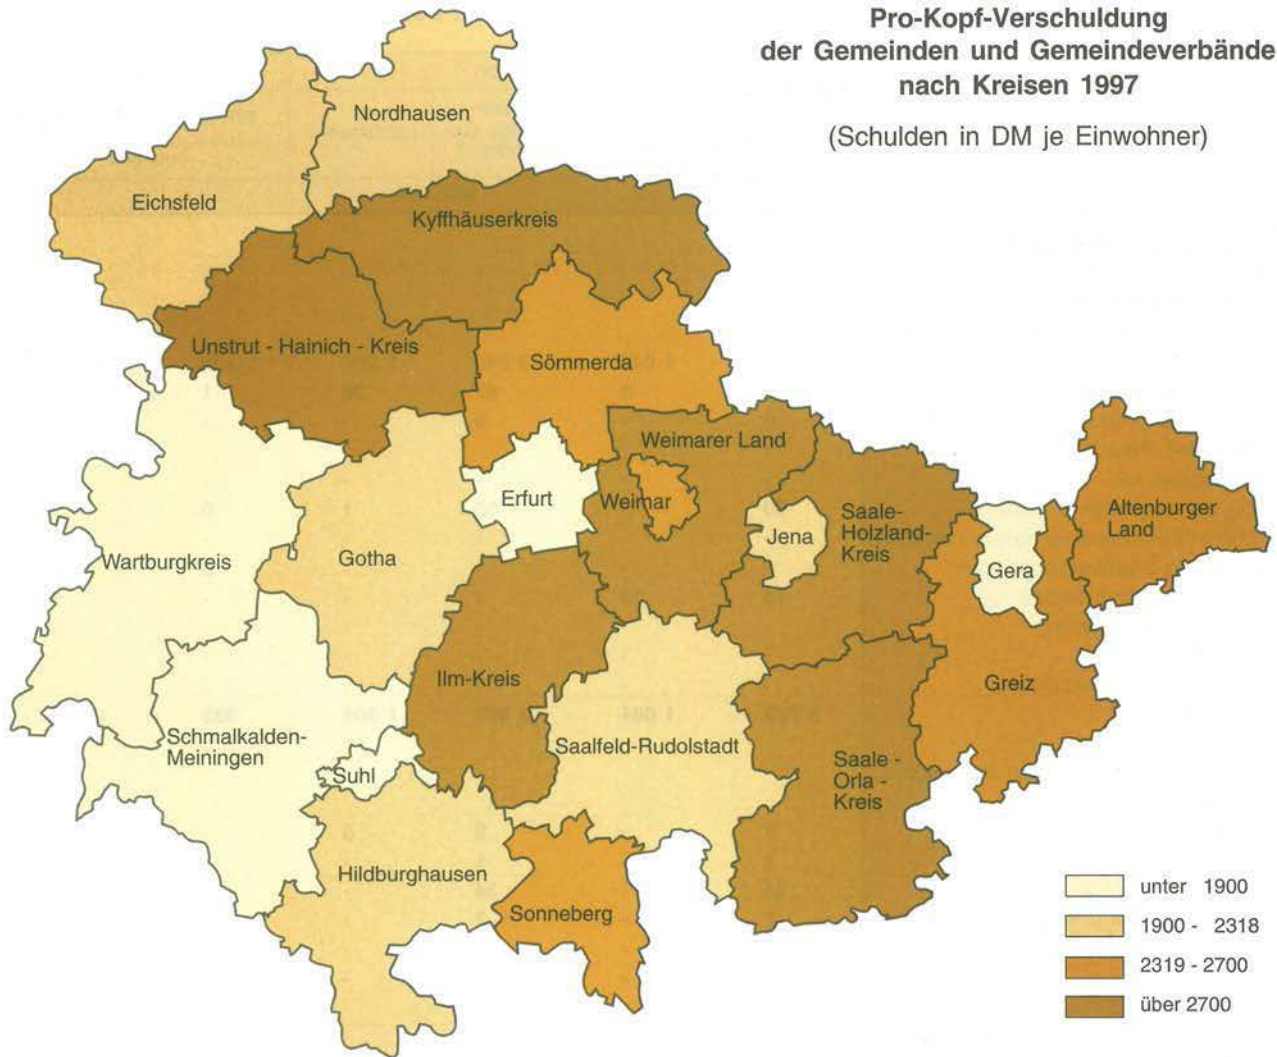 Pro-Kopf-Verschuldung
der Gemeinden und Gemeindeverbände
nach Kreisen 1997
(Schulden in DM je Einwohner)
Nordhausen
Eichsfeld
Kyffhäuserkreis
Unstrut - Hainich - Kreis
Sömmerda
Weimarer Land
Erfurt
Weimar
Jena
Saale-
Holzland-
Kreis
Altenburger
Land
Wartburgkreis
Gotha
Gera
Ilm-Kreis
Greiz
Schmalkalden-
Meiningen
Suhl
Saalfeld-Rudolstadt
Saale -
Orla -
Kreis
Hildburghausen
Sonneberg
unter 1900
1900 - 2318
2319 - 2700
über 2700